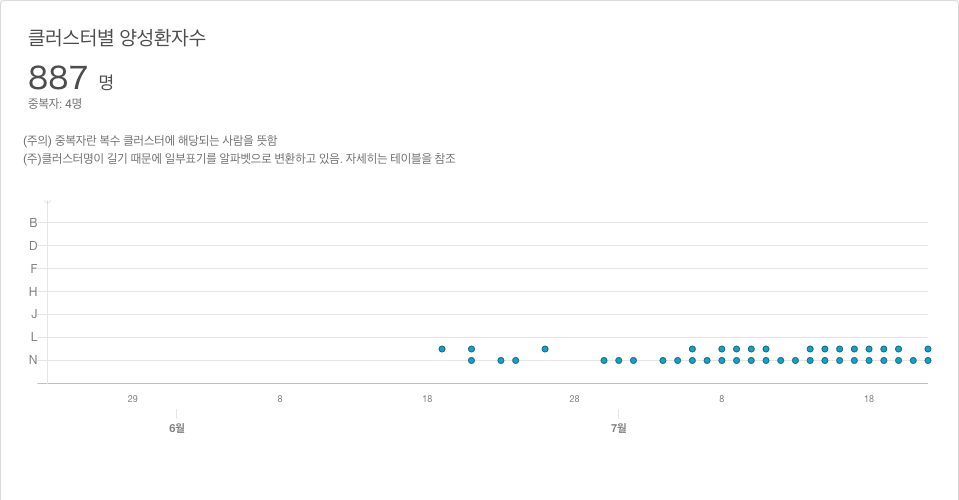 클러스터별 양성환자수
887 명
중복자: 4명
(주의) 중복자란 복수 클러스터에 해당되는 사람을 뜻함
(주)클러스터명이 길기 때문에 일부표기를 알파벳으로 변환하고 있음. 자세히는 테이블을 참조
B
D
F
H
J
L
N
29 8 18 28 8 18
6월 7월